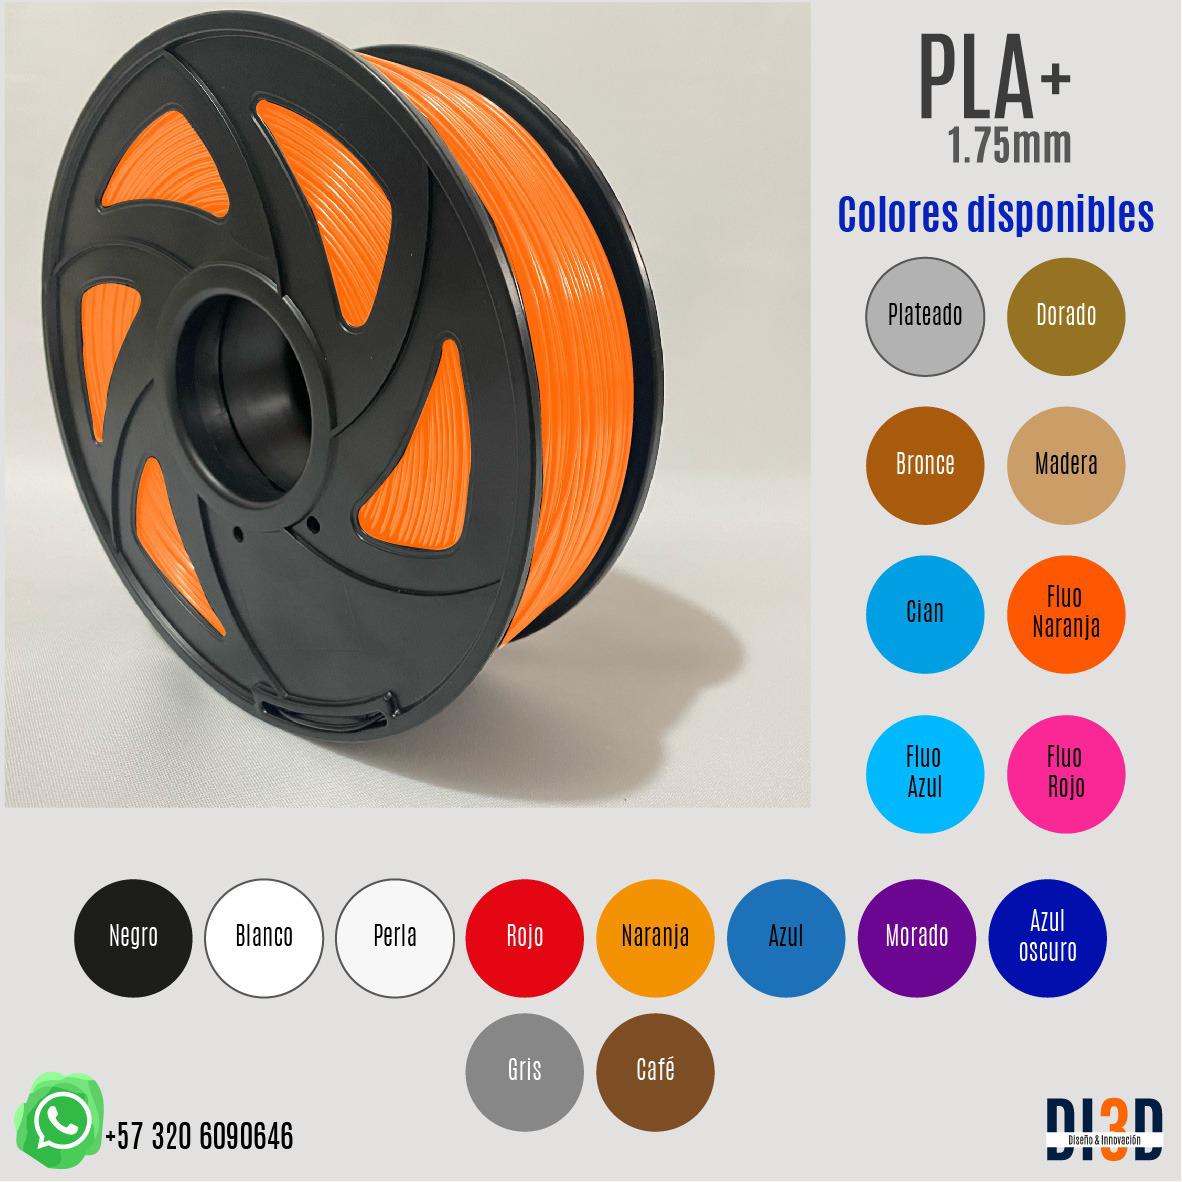 PLA+
1.75mm
Colores disponibles
Plateado
Dorado
Bronce
Madera
Cian
Fluo
Naranja
Fluo
Azul
Fluo
Rojo
Negro
Blanco
Perla
Rojo
Naranja
Azul
Morado
Azul
oscuro
Gris
Café
+57 320 6090646
DI3D
Diseño & Innovación